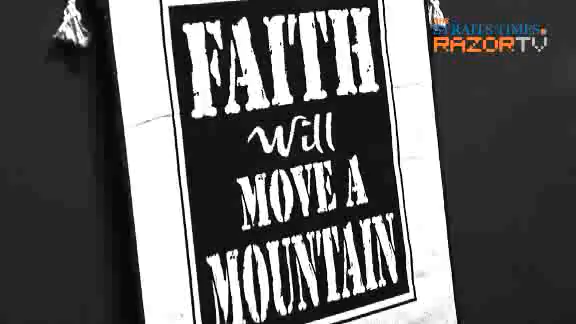 THE STRAITS TIMES
RAZORTV
FAITH
Will
MOVE A
MOUNTAIN